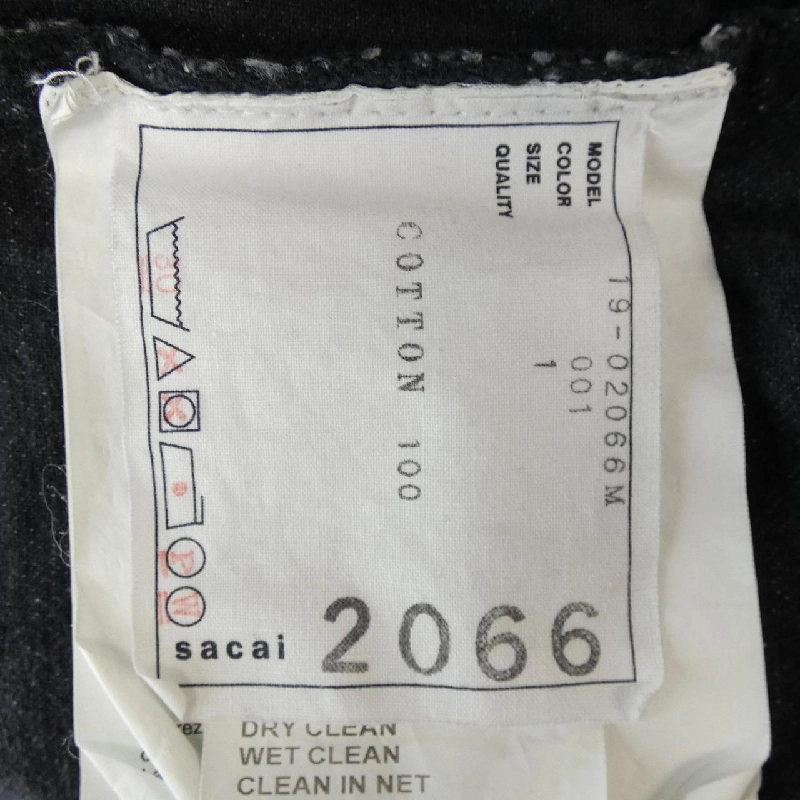 MODEL 19-02066M
COLOR 001
SIZE 1
QUALITY
COTTON 100
30
P
W
sacai 2066
DRY CLEAN
WET CLEAN
CLEAN IN NET